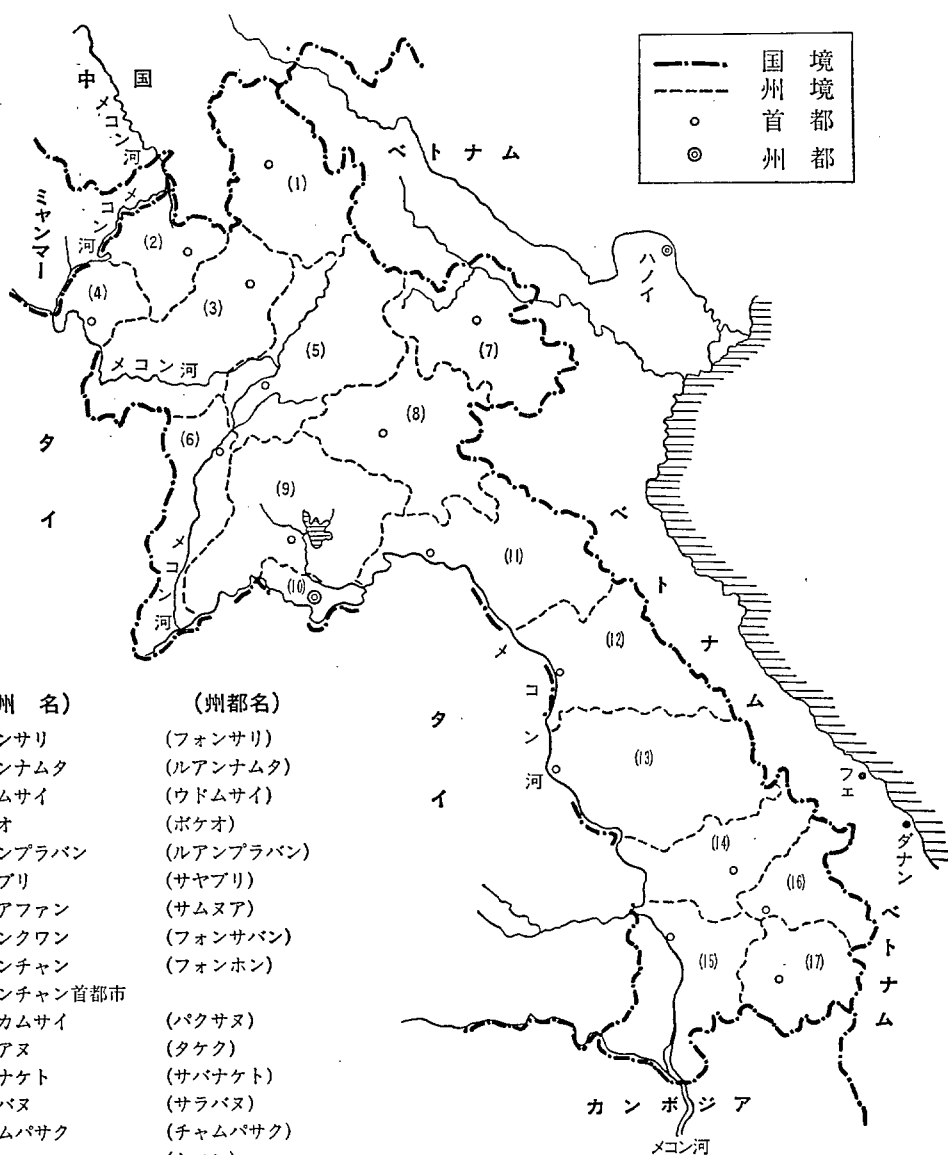 国境
州境
首都
州都
中国
メコン河
メコン河
ミャンマー
ベトナム
ハノイ
(1)
(2)
(3)
(4)
(5)
(6)
(7)
(8)
(9)
(10)
(11)
(12)
(13)
(14)
(15)
(16)
(17)
メコン河
タイ
メコン河
ベトナム
メコン河
タイ
フエ
ダナン
ベトナム
カンボジア
メコン河
州名) (州都名)
ンサリ (フォンサリ)
ンナムタ (ルアンナムタ)
ムサイ (ウドムサイ)
オ (ボケオ)
ンプラバン (ルアンプラバン)
ブリ (サヤブリ)
アファン (サムヌア)
ンクワン (フォンサバン)
ンチャン (フォンホン)
ンチャン首都市
カムサイ (パクサヌ)
アヌ (タケク)
ナケト (サバナケト)
バヌ (サラバヌ)
ムパサク (チャムパサク)